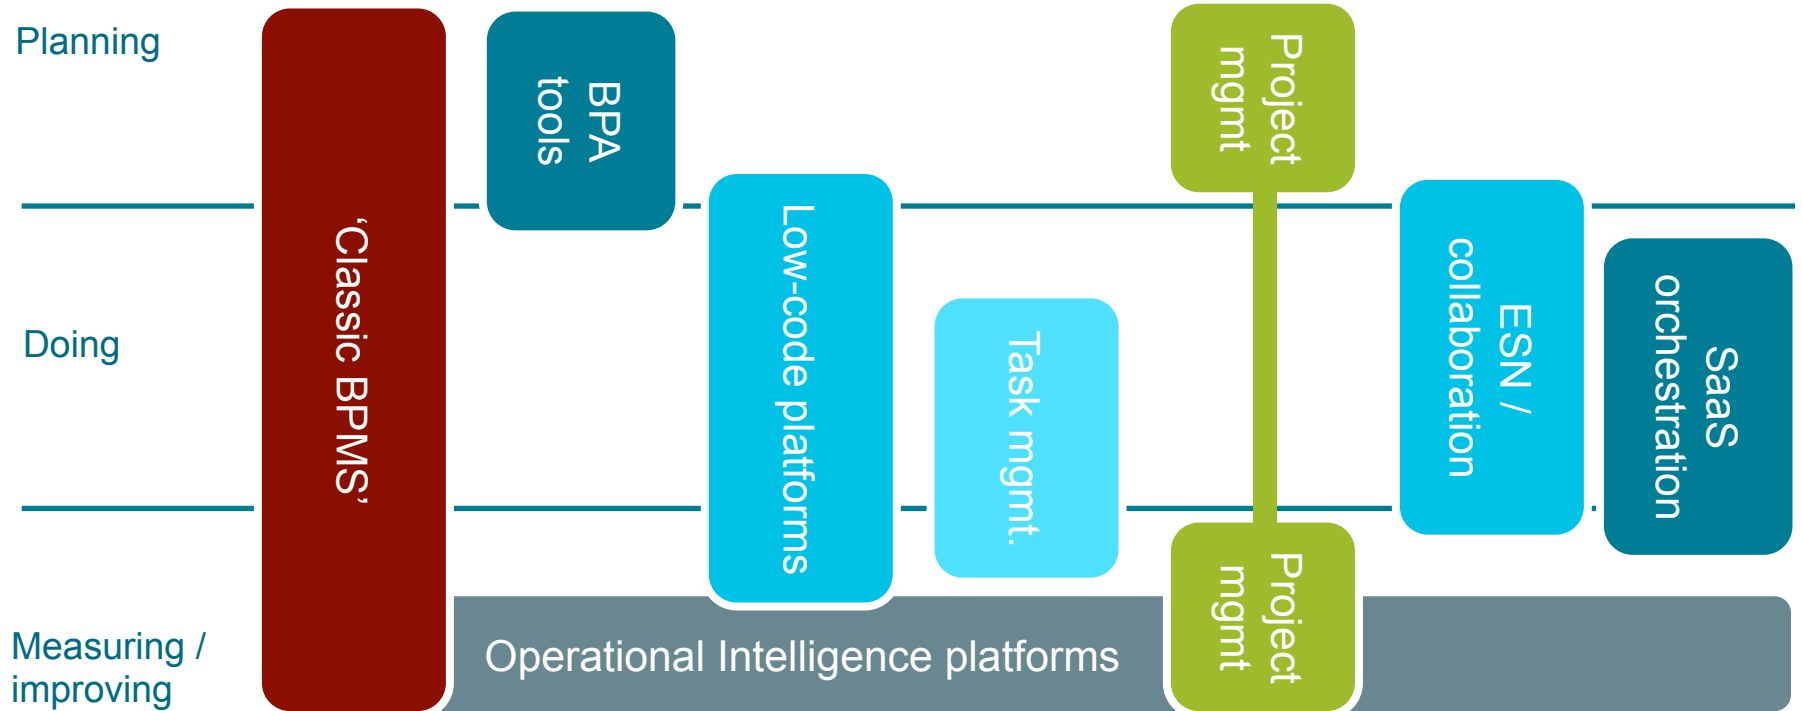 Planning
Doing
Measuring /
improving
‘Classic BPMS’
BPA
tools
Low-code platforms
Task mgmt.
Project
mgmt
Project
mgmt
ESN /
collaboration
SaaS
orchestration
Operational Intelligence platforms